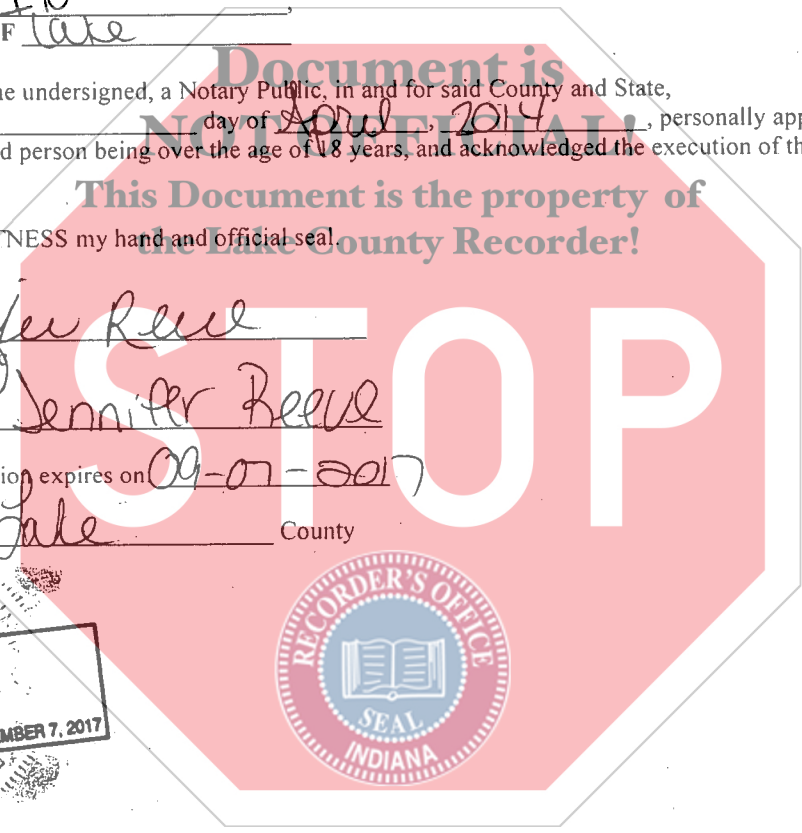 F Lake
Document is
ne undersigned, a Notary Public, in and for said County and State,
day of April, 2014, personally app
NOT OFFICIAL!
d person being over the age of 18 years, and acknowledged the execution of th
This Document is the property of
the Lake County Recorder!
TNESS my hand and official seal.
Reeve
Jennifer Reeve
ion expires on 09-07-2017
Lake County
STOP
RECORDER'S OFFICE
SEAL
INDIANA
MBER 7, 2017